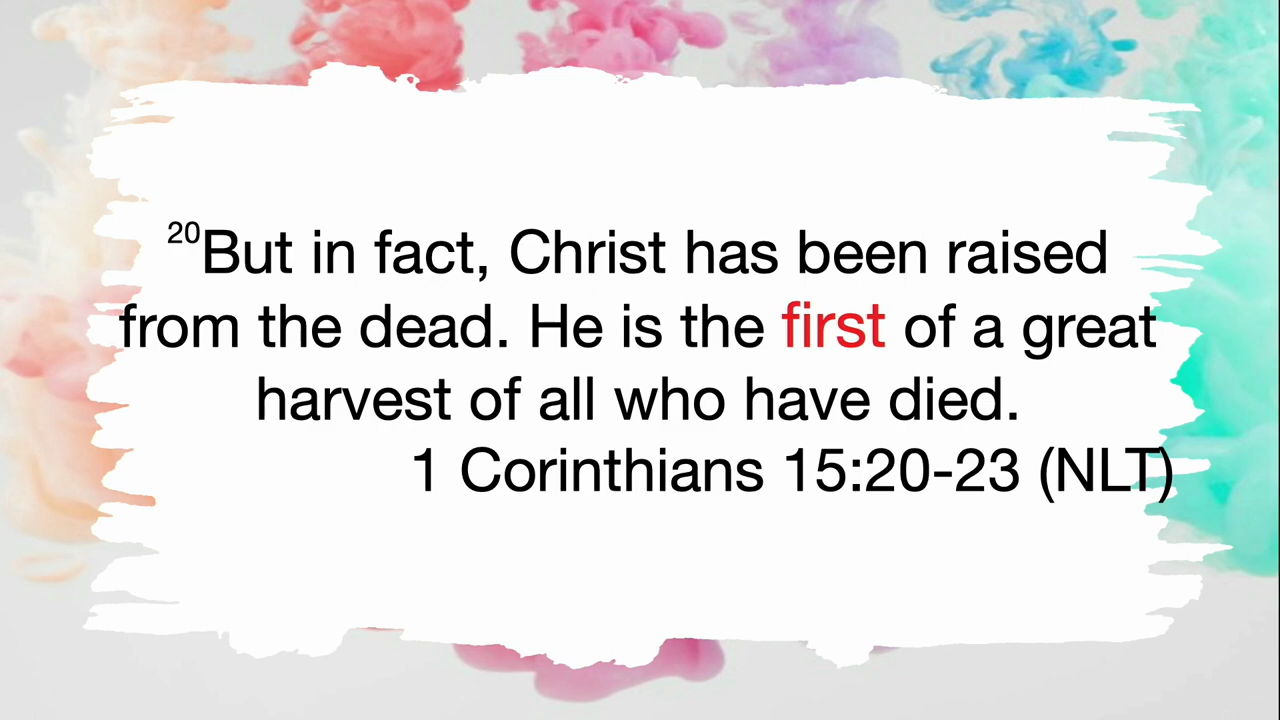 20But in fact, Christ has been raised
from the dead. He is the first of a great
harvest of all who have died.
1 Corinthians 15:20-23 (NLT)